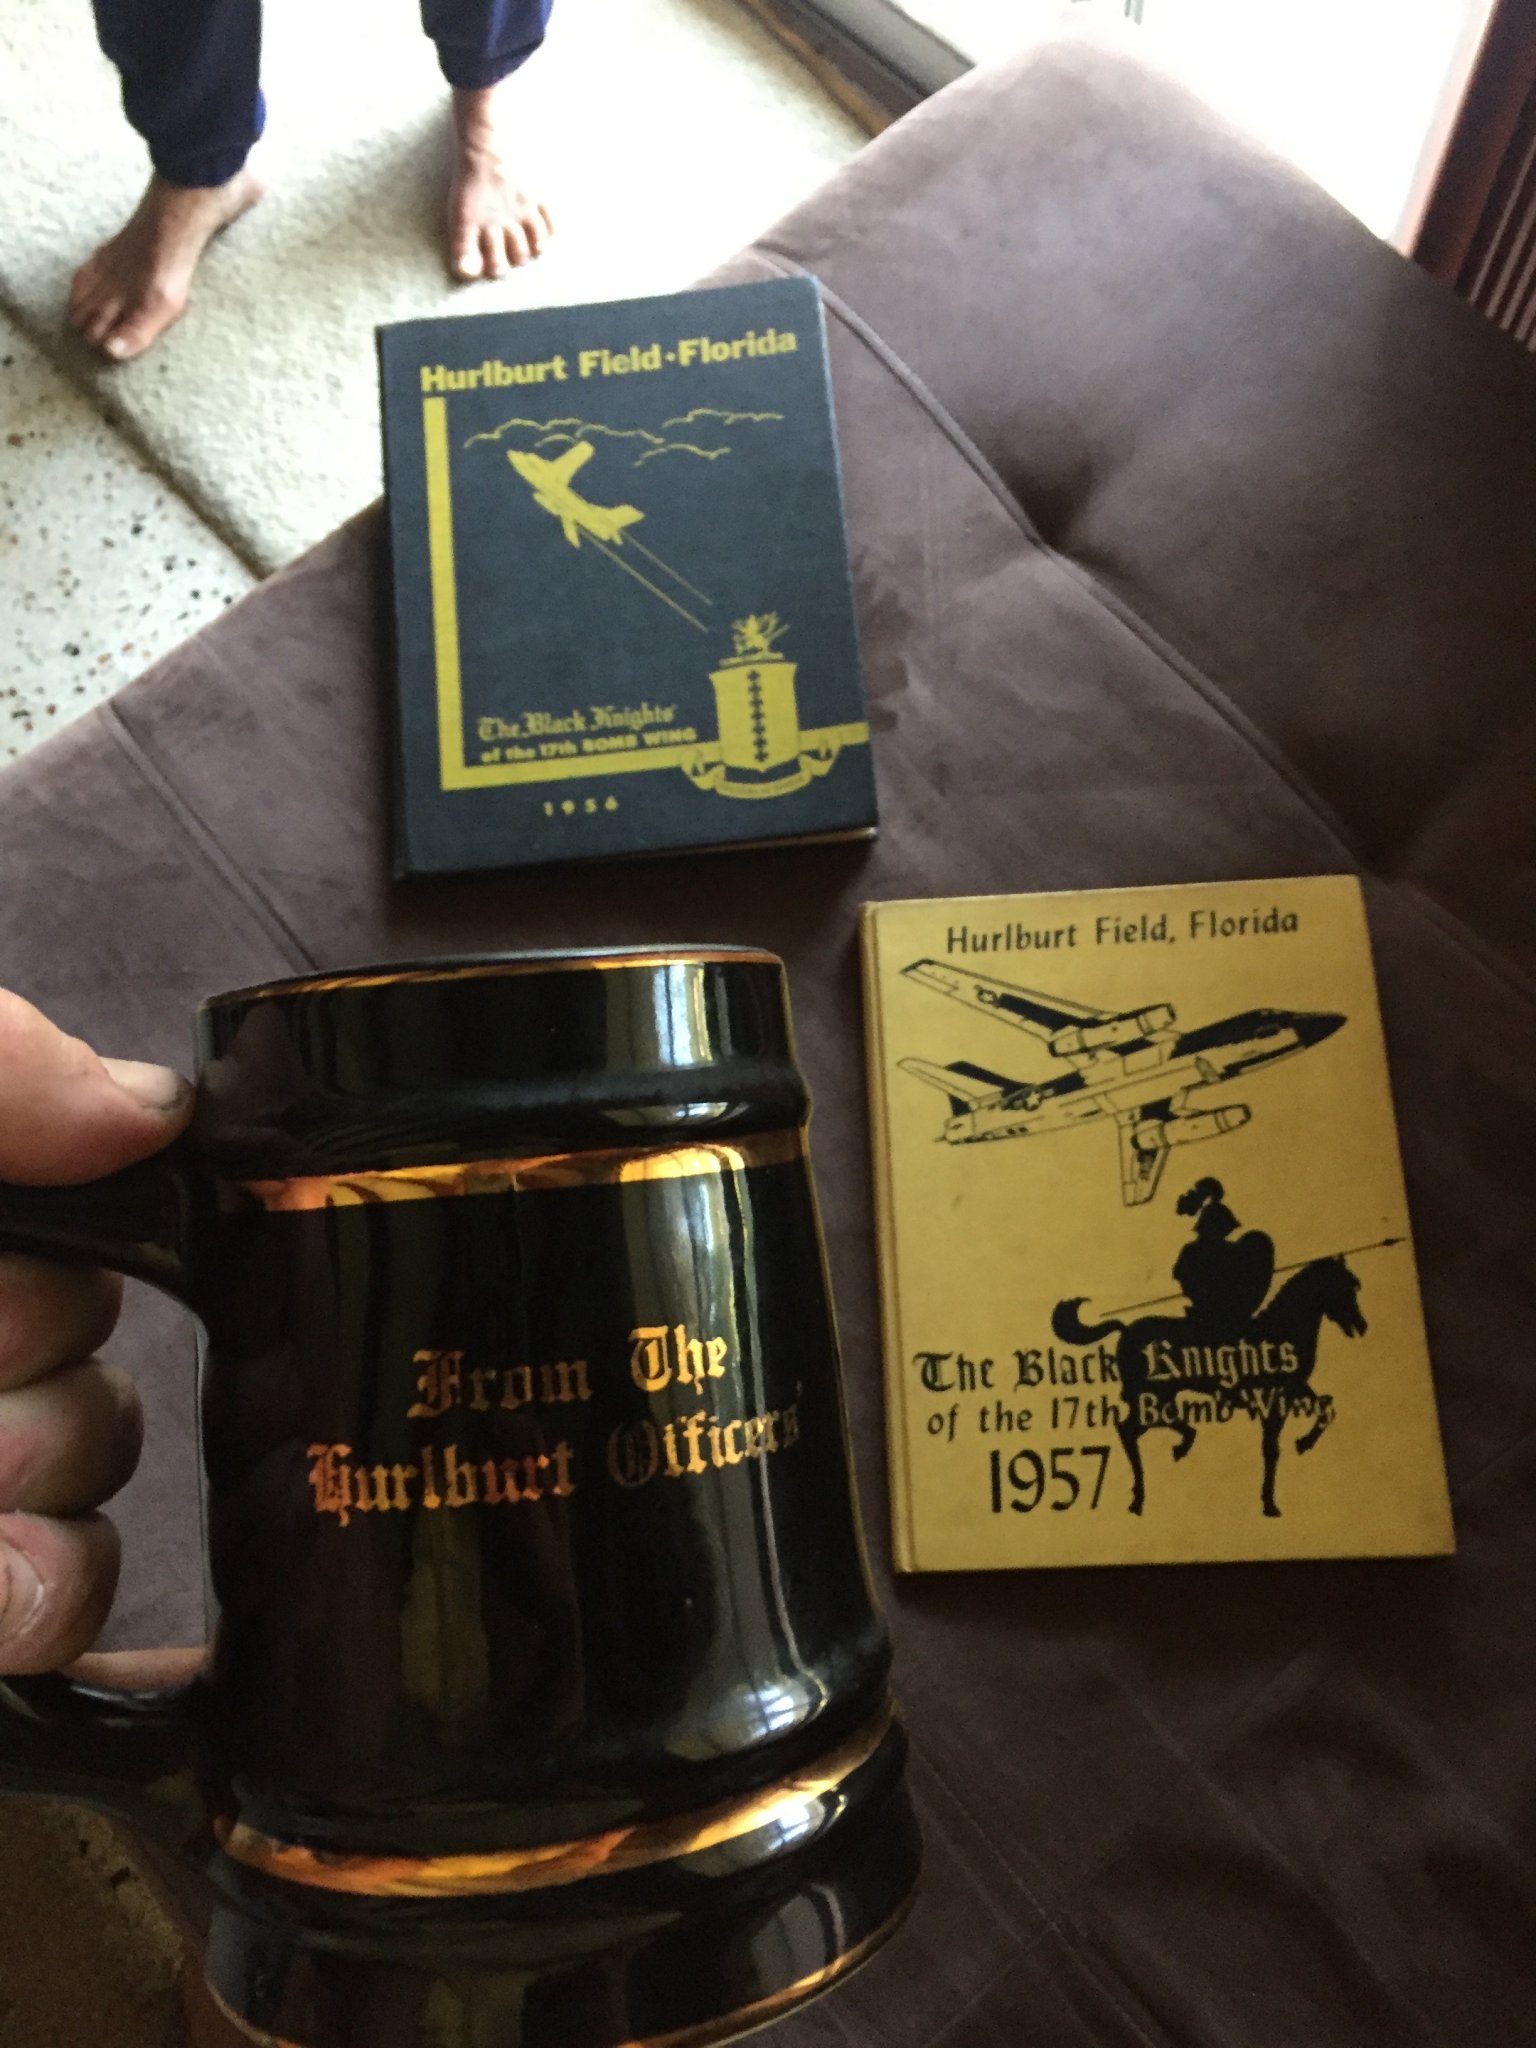 Hurlburt Field • Florida
The Black Knights
of the 17th BOMB WING
1956
Hurlburt Field, Florida
The Black Knights
of the 17th Bomb Wing
1957
From The
Hurlburt Officers'